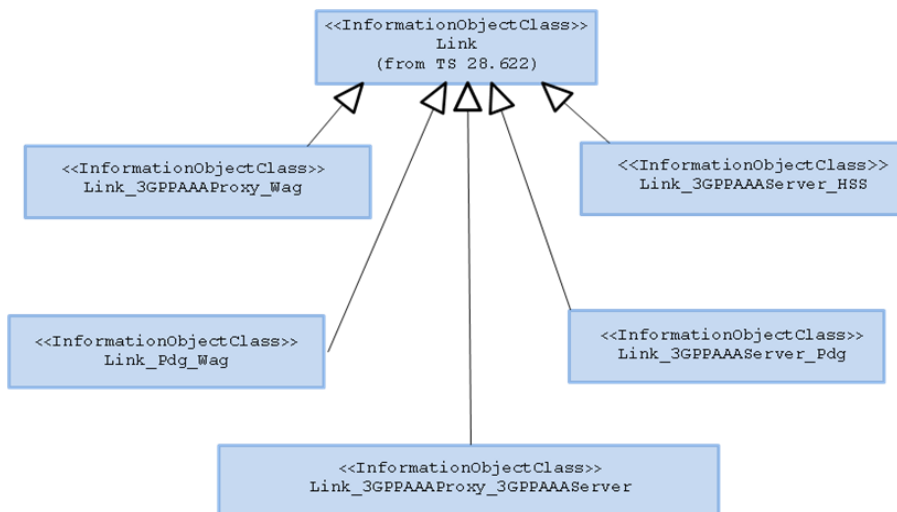 <<InformationObjectClass>>
Link
(from TS 28.622)
<<InformationObjectClass>>
Link_3GPPAAAProxy_Wag
<<InformationObjectClass>>
Link_3GPPAAAServer_HSS
<<InformationObjectClass>>
Link_Pdg_Wag
<<InformationObjectClass>>
Link_3GPPAAAServer_Pdg
<<InformationObjectClass>>
Link_3GPPAAAProxy_3GPPAAAServer